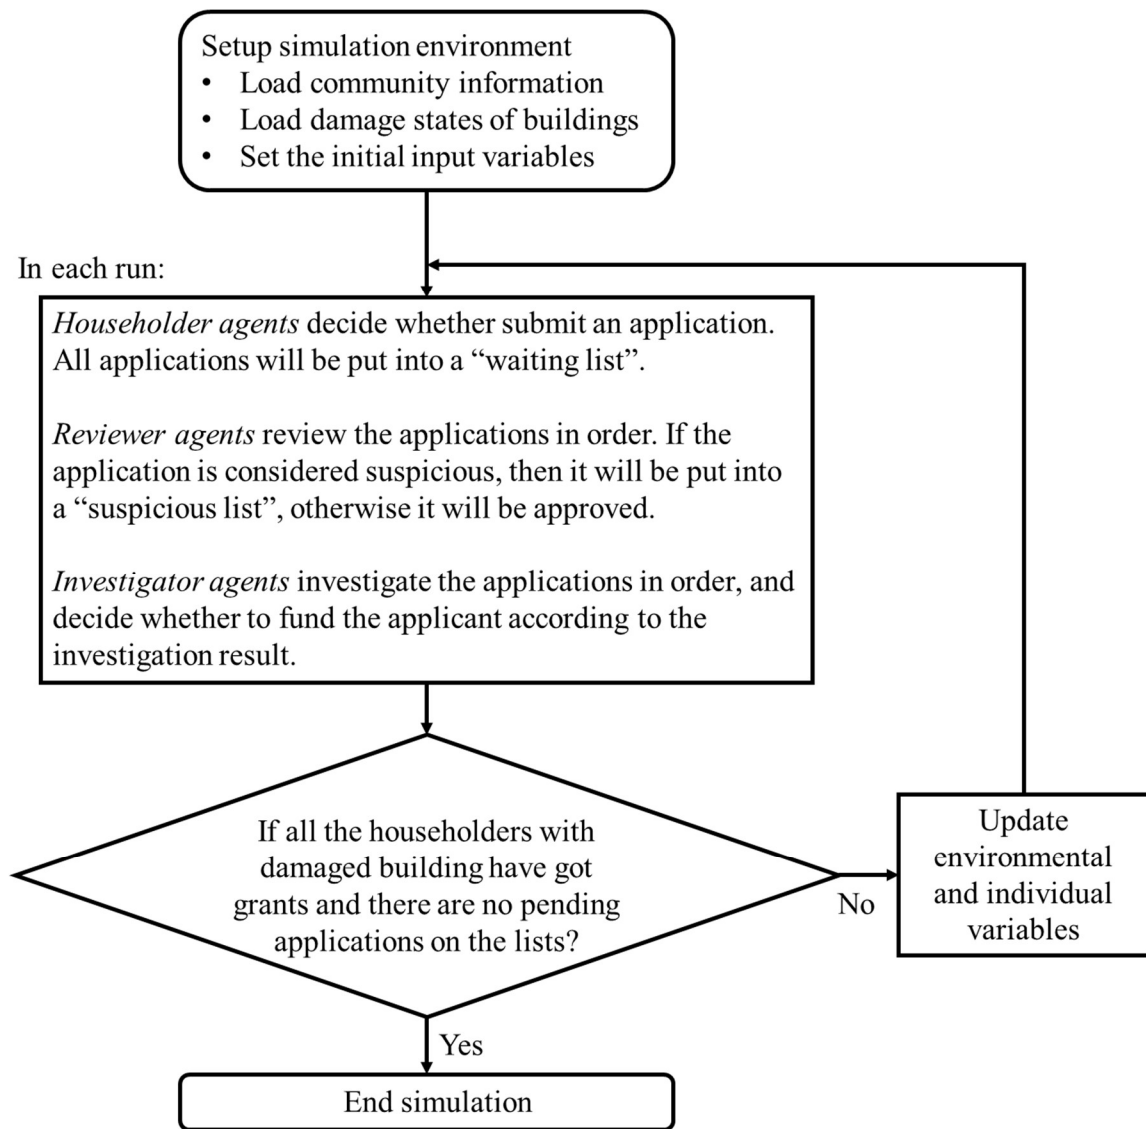 Setup simulation environment
• Load community information
• Load damage states of buildings
• Set the initial input variables
In each run:
Householder agents decide whether submit an application.
All applications will be put into a “waiting list”.
Reviewer agents review the applications in order. If the
application is considered suspicious, then it will be put into
a “suspicious list”, otherwise it will be approved.
Investigator agents investigate the applications in order, and
decide whether to fund the applicant according to the
investigation result.
If all the householders with
damaged building have got
grants and there are no pending
applications on the lists?
No
Update
environmental
and individual
variables
Yes
End simulation